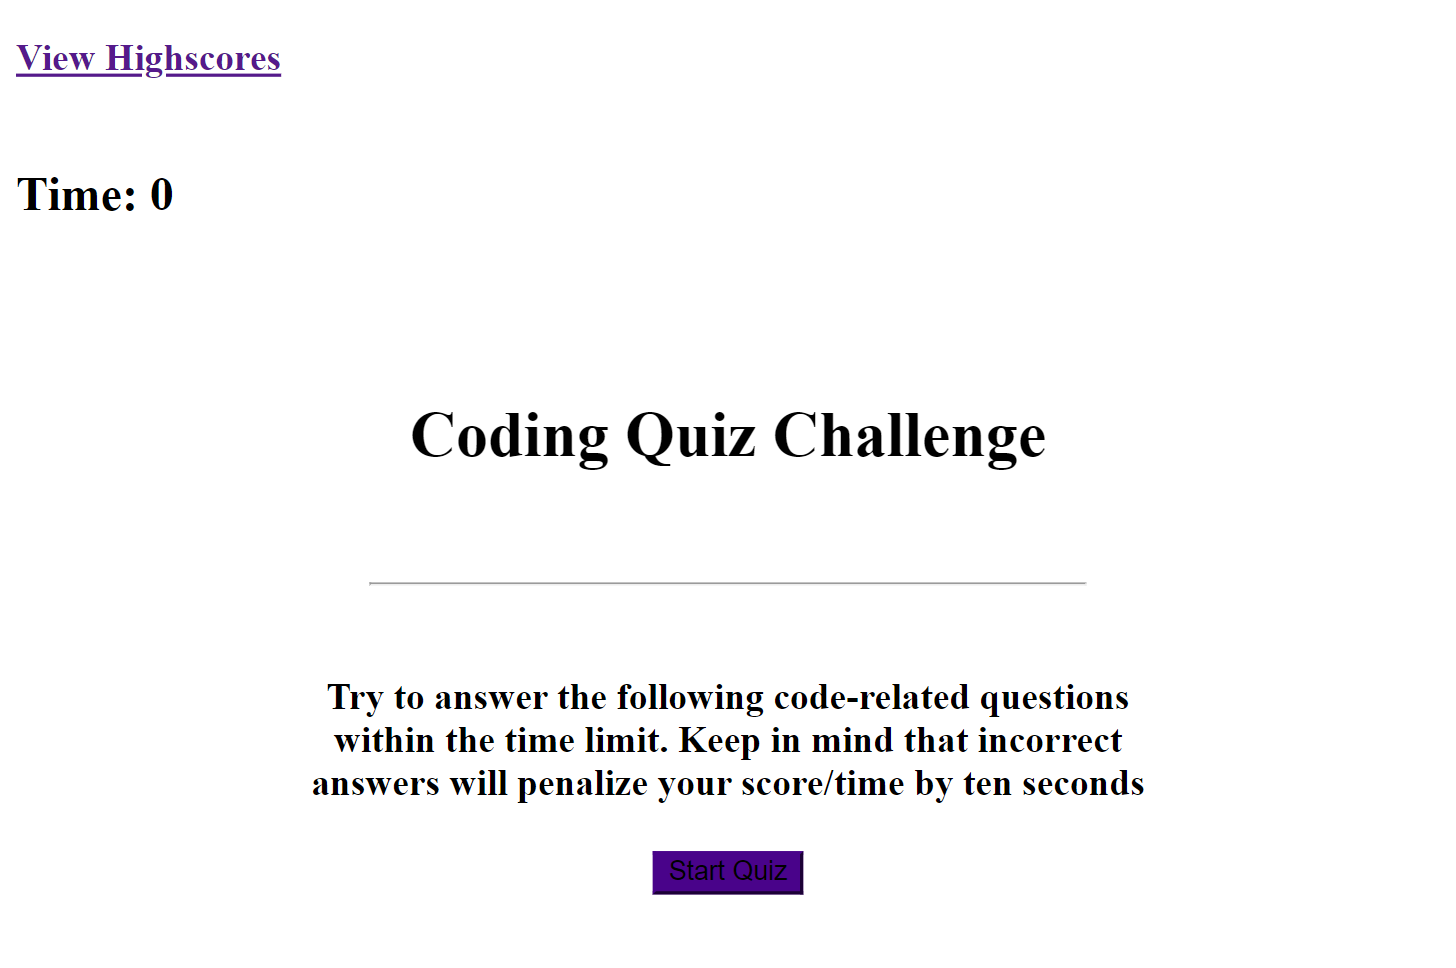 View Highscores
Time: 0
Coding Quiz Challenge
Try to answer the following code-related questions
within the time limit. Keep in mind that incorrect
answers will penalize your score/time by ten seconds
Start Quiz